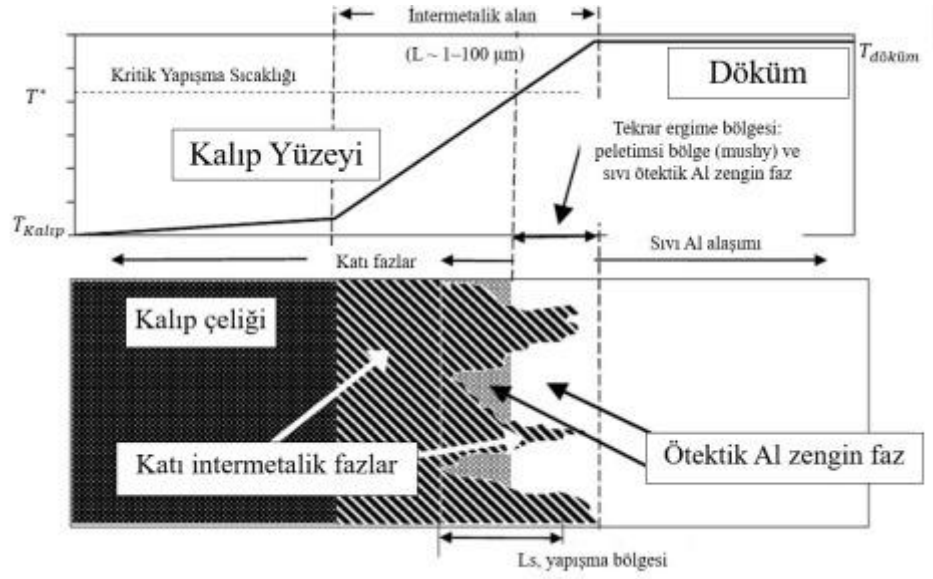 İntermetalik alan
(L ~ 1–100 μm)
T_döküm
Kritik Yapışma Sıcaklığı
Döküm
T*
Tekrar ergime bölgesi:
peletimsi bölge (mushy) ve
sıvı ötektik Al zengin faz
Kalıp Yüzeyi
T_Kalıp
Katı fazlar
Sıvı Al alaşımı
Kalıp çeliği
Katı intermetalik fazlar
Ötektik Al zengin faz
Ls, yapışma bölgesi